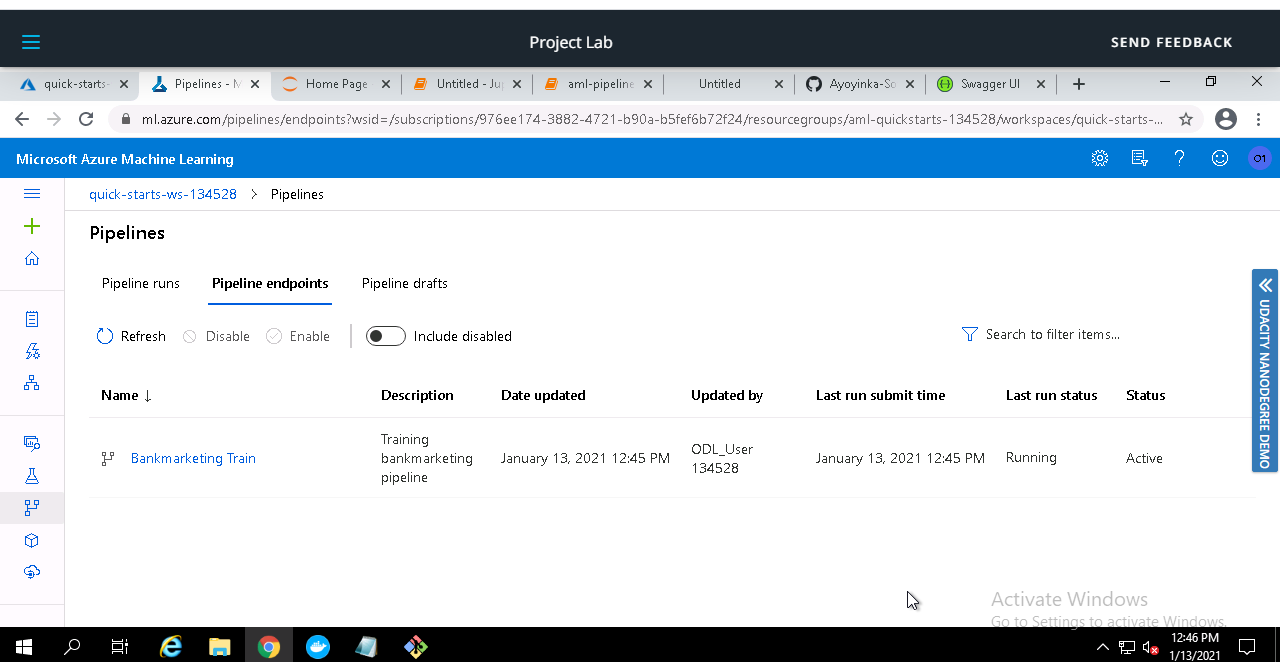 Project Lab
SEND FEEDBACK
quick-starts-
Pipelines - M
Home Page
Untitled - Ju
aml-pipeline
Untitled
Ayoyinka-So
Swagger UI
ml.azure.com/pipelines/endpoints?wsid=/subscriptions/976ee174-3882-4721-b90a-b5fef6b72f24/resourcegroups/aml-quickstarts-134528/workspaces/quick-starts-...
Microsoft Azure Machine Learning
O1
quick-starts-ws-134528 > Pipelines
Pipelines
Pipeline runs
Pipeline endpoints
Pipeline drafts
Refresh
Disable
Enable
Include disabled
Search to filter items...
Name ↓
Description
Date updated
Updated by
Last run submit time
Last run status
Status
Bankmarketing Train
Training
bankmarketing
pipeline
January 13, 2021 12:45 PM
ODL_User
134528
January 13, 2021 12:45 PM
Running
Active
UDACITY NANODEGREE DEMO
Activate Windows
Go to Settings to activate Windows.
12:46 PM
1/13/2021